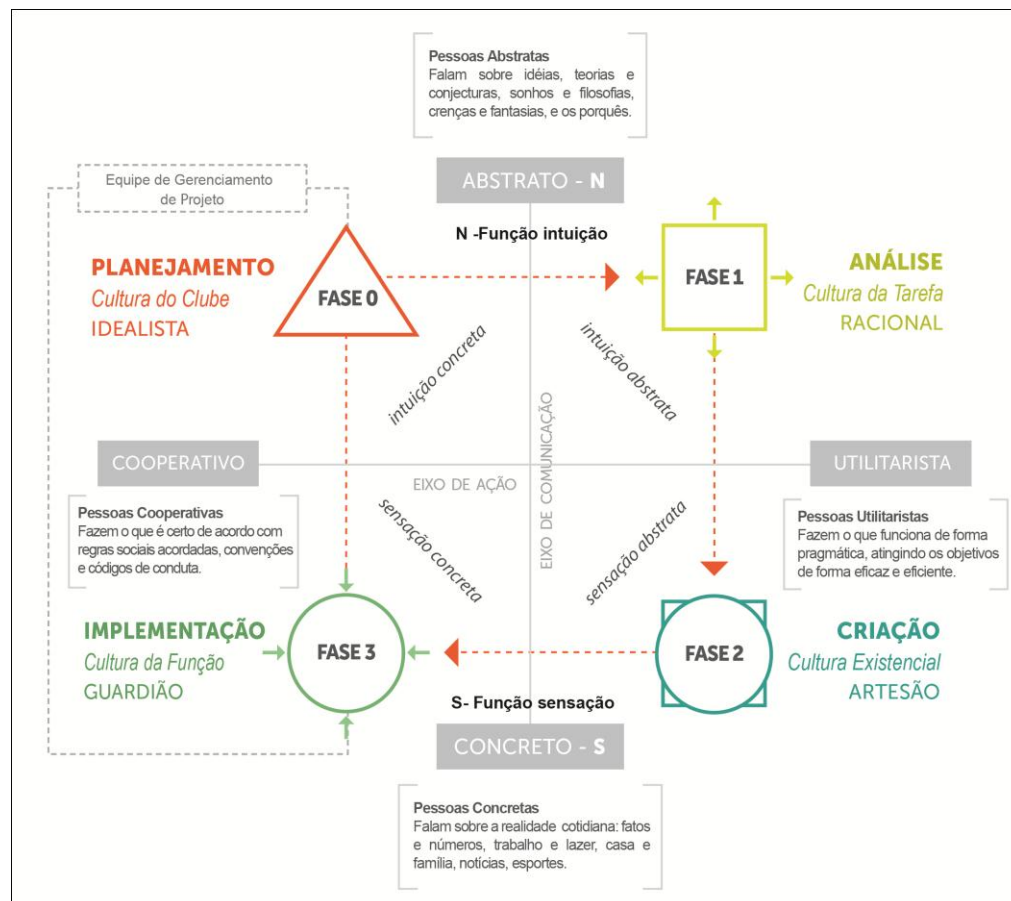 Pessoas Abstratas
Falam sobre idéias, teorias e
conjecturas, sonhos e filosofias,
crenças e fantasias, e os porquês.
Equipe de Gerenciamento
de Projeto
ABSTRATO - N
N -Função intuição
PLANEJAMENTO
Cultura do Clube
IDEALISTA
FASE 0
FASE 1
ANÁLISE
Cultura da Tarefa
RACIONAL
intuição concreta
intuição abstrata
COOPERATIVO
EIXO DE AÇÃO
EIXO DE COMUNICAÇÃO
UTILITARISTA
Pessoas Cooperativas
Fazem o que é certo de acordo com
regras sociais acordadas, convenções
e códigos de conduta.
sensação concreta
sensação abstrata
Pessoas Utilitaristas
Fazem o que funciona de forma
pragmática, atingindo os objetivos
de forma eficaz e eficiente.
IMPLEMENTAÇÃO
Cultura da Função
GUARDIÃO
FASE 3
FASE 2
CRIAÇÃO
Cultura Existencial
ARTESÃO
S- Função sensação
CONCRETO - S
Pessoas Concretas
Falam sobre a realidade cotidiana: fatos
e números, trabalho e lazer, casa e
família, notícias, esportes.